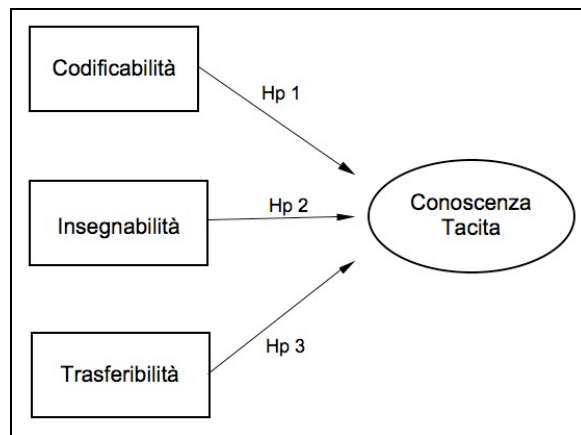 Codificabilità
Hp 1
Insegnabilità
Hp 2
Conoscenza
Tacita
Trasferibilità
Hp 3